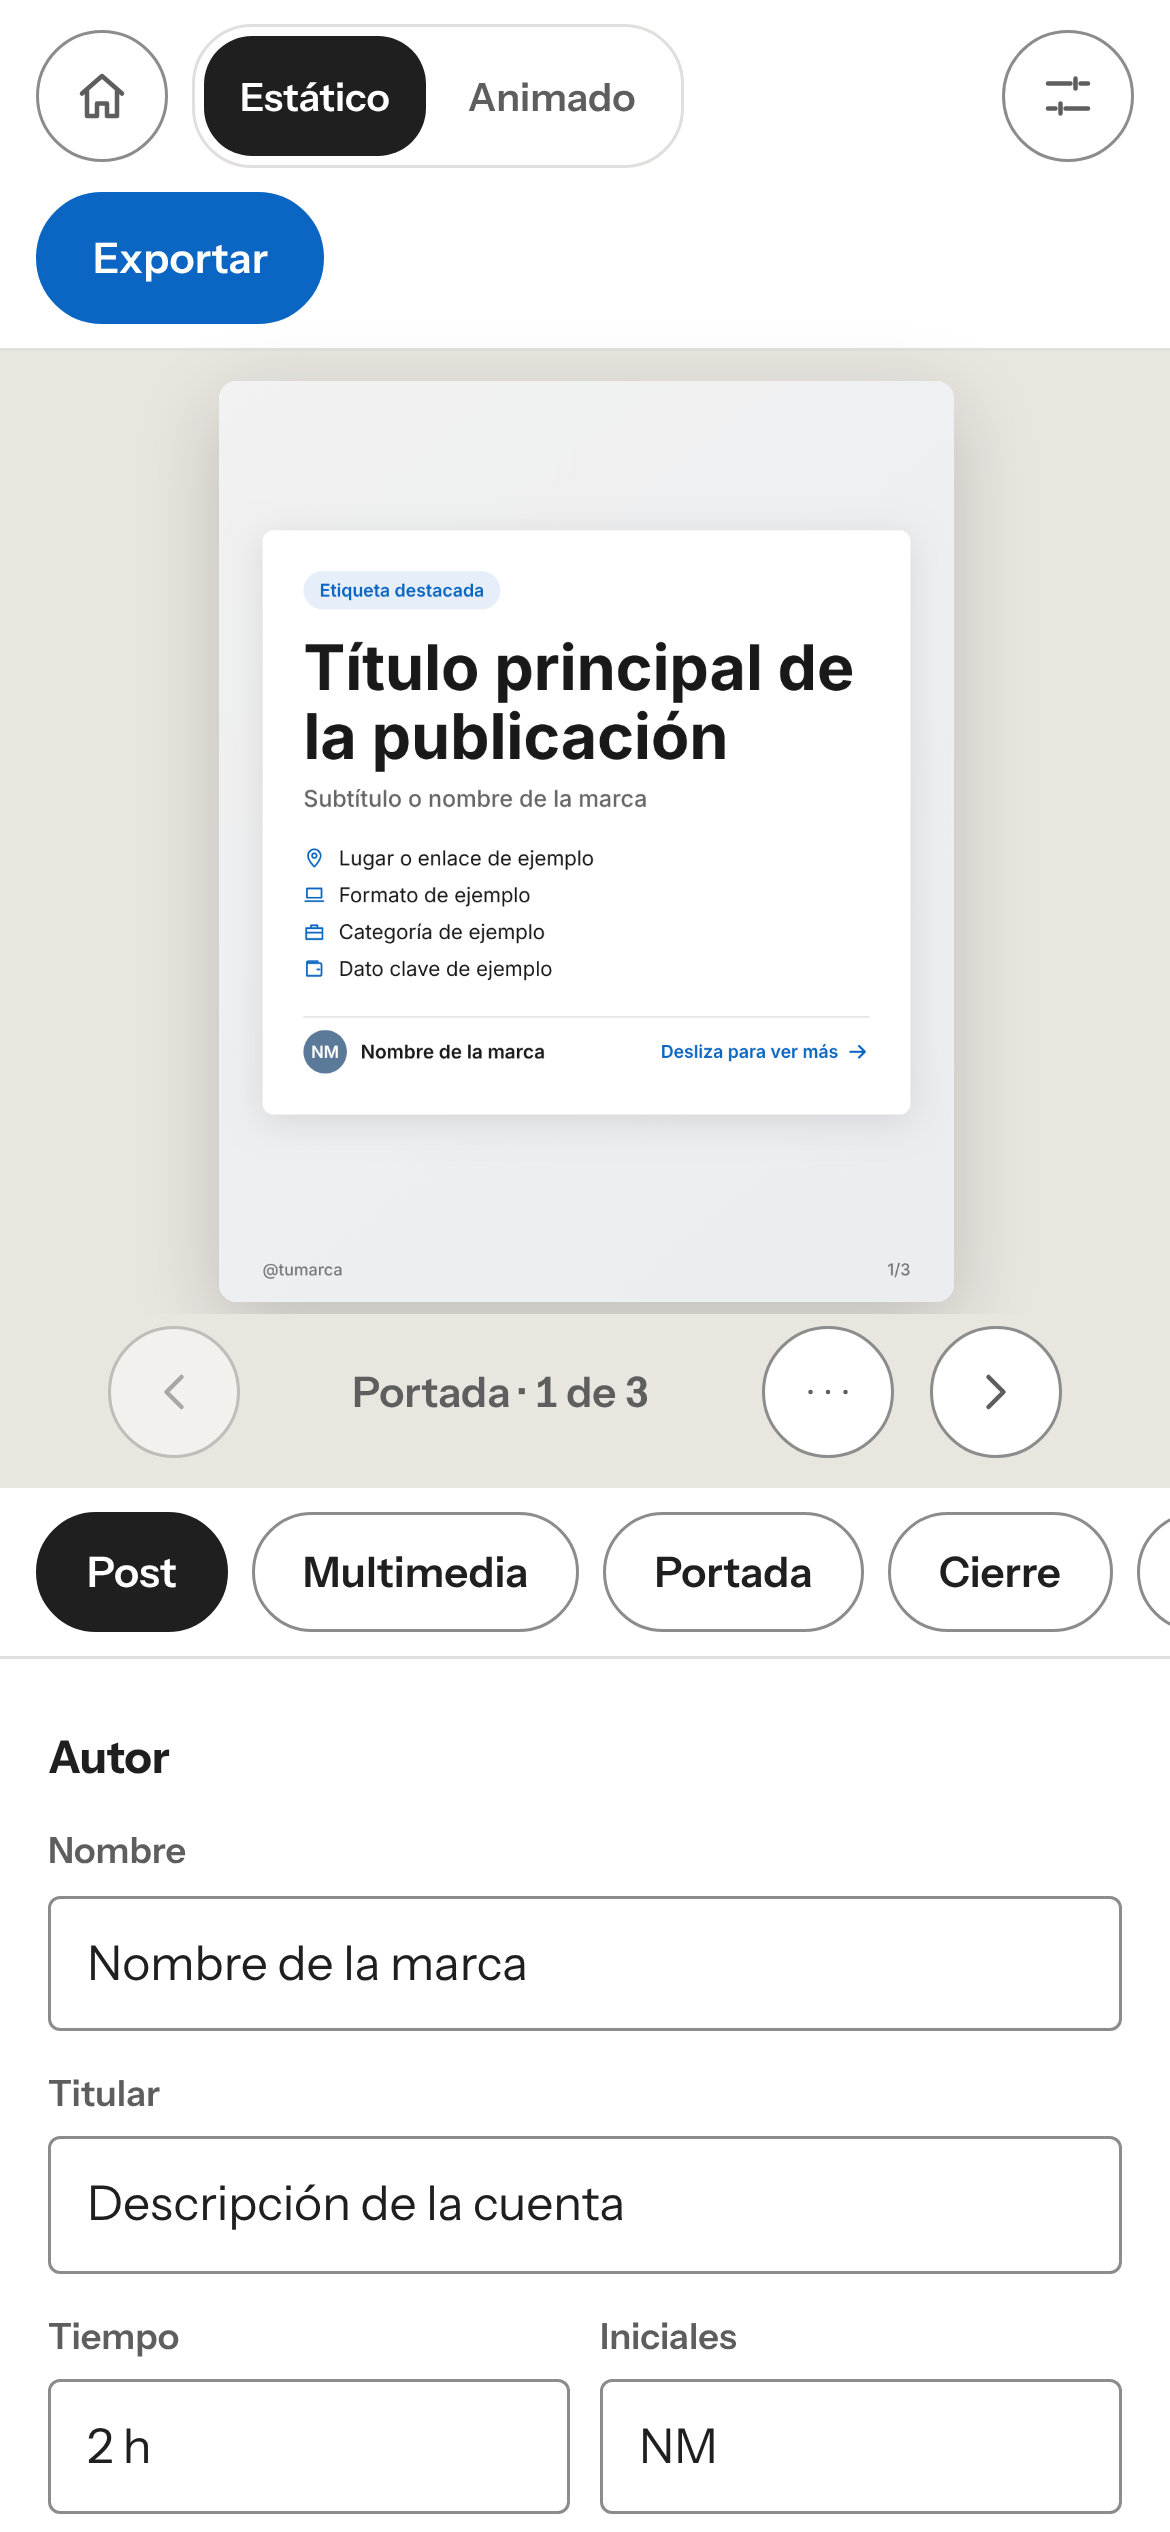 Estático
Animado
Exportar
Etiqueta destacada
Título principal de
la publicación
Subtítulo o nombre de la marca
Lugar o enlace de ejemplo
Formato de ejemplo
Categoría de ejemplo
Dato clave de ejemplo
NM Nombre de la marca
Desliza para ver más →
@tumarca
1/3
Portada · 1 de 3
Post
Multimedia
Portada
Cierre
Autor
Nombre
Nombre de la marca
Titular
Descripción de la cuenta
Tiempo
Iniciales
2 h
NM